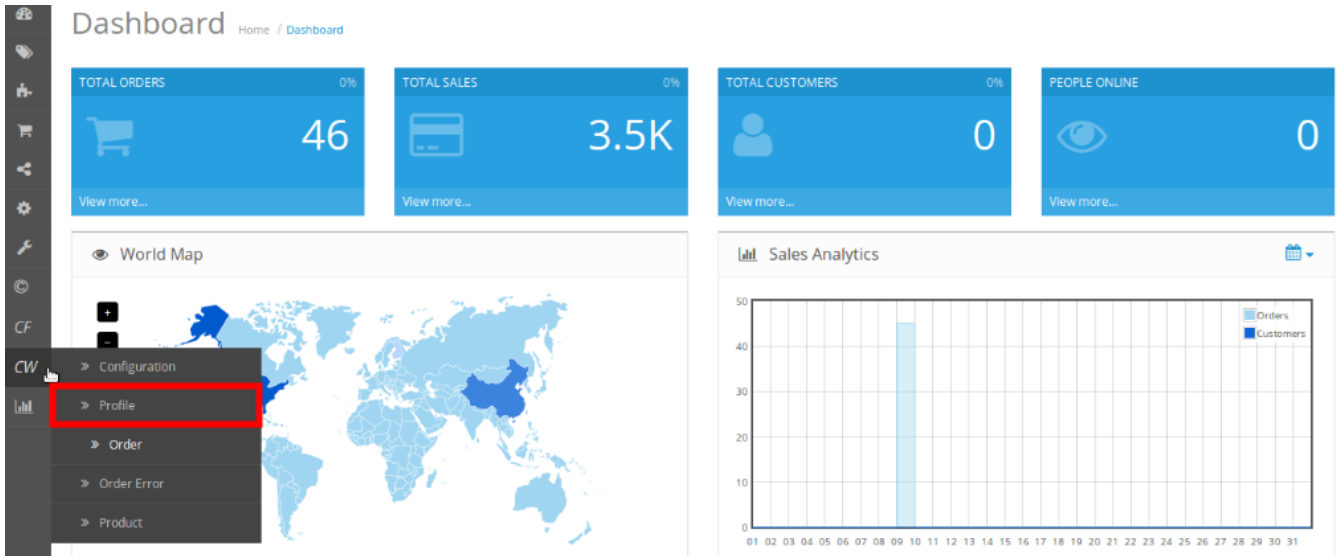 Dashboard Home / Dashboard
TOTAL ORDERS 0%
46
View more...
TOTAL SALES 0%
3.5K
View more...
TOTAL CUSTOMERS 0%
0
View more...
PEOPLE ONLINE
0
View more...
World Map
+
-
CF
CW
» Configuration
» Profile
» Order
» Order Error
» Product
Sales Analytics
Orders
Customers
50
40
30
20
10
0
01 02 03 04 05 06 07 08 09 10 11 12 13 14 15 16 17 18 19 20 21 22 23 24 25 26 27 28 29 30 31